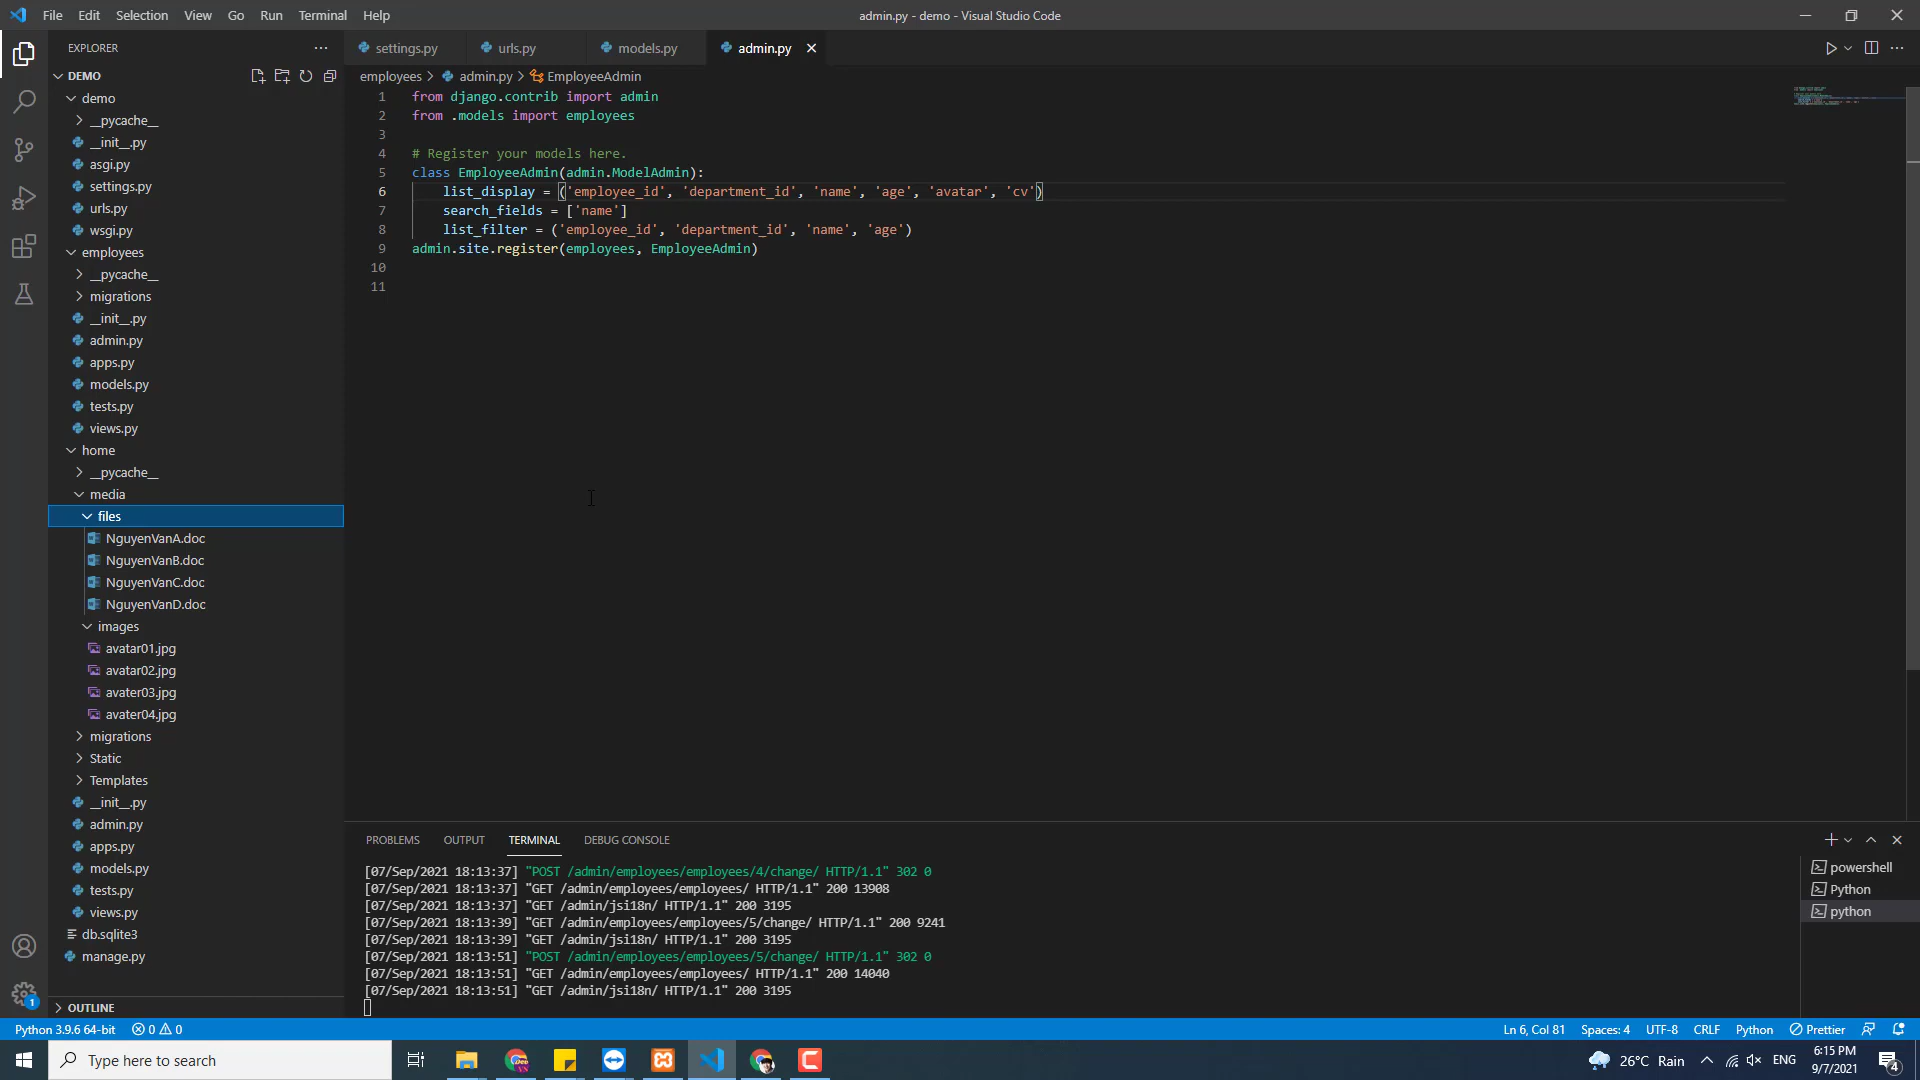 File Edit Selection View Go Run Terminal Help
admin.py - demo - Visual Studio Code
EXPLORER
DEMO
demo
__pycache__
__init__.py
asgi.py
settings.py
urls.py
wsgi.py
employees
__pycache__
migrations
__init__.py
admin.py
apps.py
models.py
tests.py
views.py
home
__pycache__
media
files
NguyenVanA.doc
NguyenVanB.doc
NguyenVanC.doc
NguyenVanD.doc
images
avatar01.jpg
avatar02.jpg
avater03.jpg
avater04.jpg
migrations
Static
Templates
__init__.py
admin.py
apps.py
models.py
tests.py
views.py
db.sqlite3
manage.py
OUTLINE
settings.py urls.py models.py admin.py
employees > admin.py > EmployeeAdmin
1 from django.contrib import admin
2 from .models import employees
3
4 # Register your models here.
5 class EmployeeAdmin(admin.ModelAdmin):
6 list_display = ('employee_id', 'department_id', 'name', 'age', 'avatar', 'cv')
7 search_fields = ['name']
8 list_filter = ('employee_id', 'department_id', 'name', 'age')
9 admin.site.register(employees, EmployeeAdmin)
10
11
PROBLEMS OUTPUT TERMINAL DEBUG CONSOLE
[07/Sep/2021 18:13:37] "POST /admin/employees/employees/4/change/ HTTP/1.1" 302 0
[07/Sep/2021 18:13:37] "GET /admin/employees/employees/ HTTP/1.1" 200 13908
[07/Sep/2021 18:13:37] "GET /admin/jsi18n/ HTTP/1.1" 200 3195
[07/Sep/2021 18:13:39] "GET /admin/employees/employees/5/change/ HTTP/1.1" 200 9241
[07/Sep/2021 18:13:39] "GET /admin/jsi18n/ HTTP/1.1" 200 3195
[07/Sep/2021 18:13:51] "POST /admin/employees/employees/5/change/ HTTP/1.1" 302 0
[07/Sep/2021 18:13:51] "GET /admin/employees/employees/ HTTP/1.1" 200 14040
[07/Sep/2021 18:13:51] "GET /admin/jsi18n/ HTTP/1.1" 200 3195
powershell
Python
python
1
Python 3.9.6 64-bit 0 0 Ln 6, Col 81 Spaces: 4 UTF-8 CRLF Python Prettier
Type here to search
26°C Rain ENG
6:15 PM
9/7/2021
4